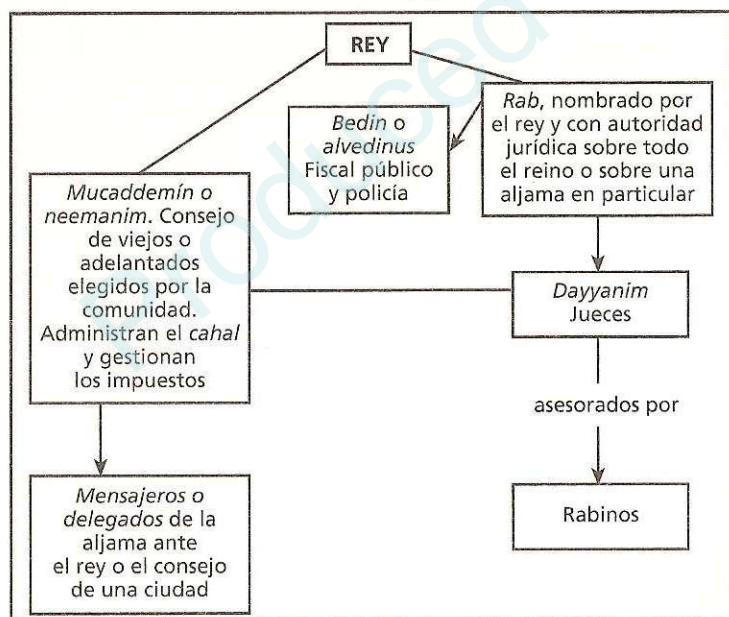 REY
Rab, nombrado por
el rey y con autoridad
jurídica sobre todo
el reino o sobre una
aljama en particular
Bedín o
alvedinus
Fiscal público
y policía
Mucaddemín o
neemanim. Consejo
de viejos o
adelantados
elegidos por la
comunidad.
Administran el cahal
y gestionan
los impuestos
Dayyanim
Jueces
asesorados por
Rabinos
Mensajeros o
delegados de la
aljama ante
el rey o el consejo
de una ciudad
Produced